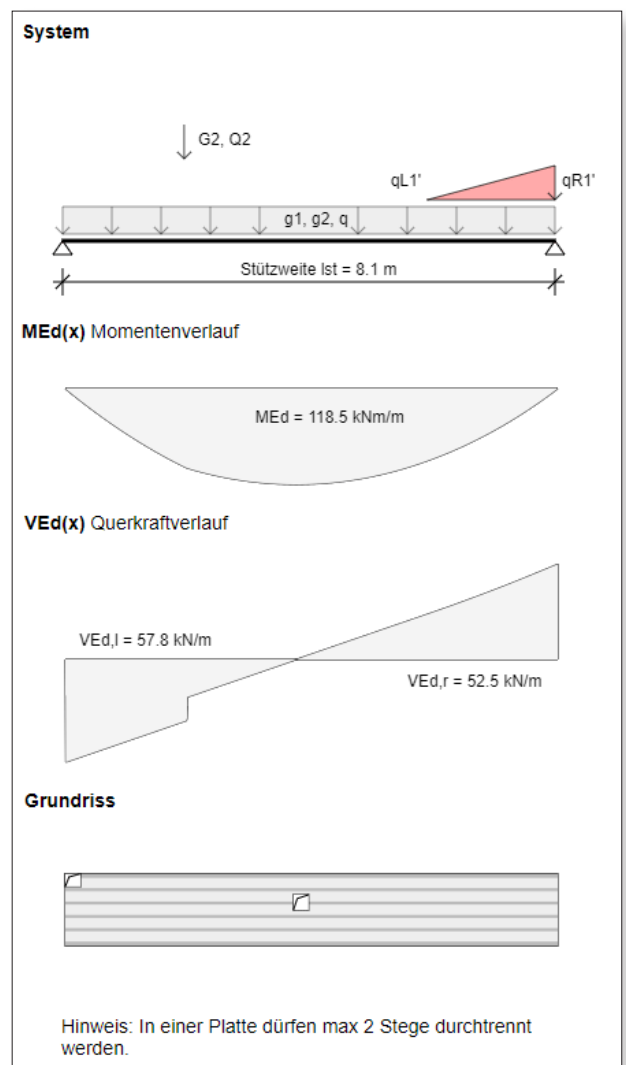 System
G2, Q2
qL1'
qR1'
g1, g2, q
Stützweite lst = 8.1 m
MEd(x) Momentenverlauf
MEd = 118.5 kNm/m
VEd(x) Querkraftverlauf
VEd,l = 57.8 kN/m
VEd,r = 52.5 kN/m
Grundriss
Hinweis: In einer Platte dürfen max 2 Stege durchtrennt
werden.